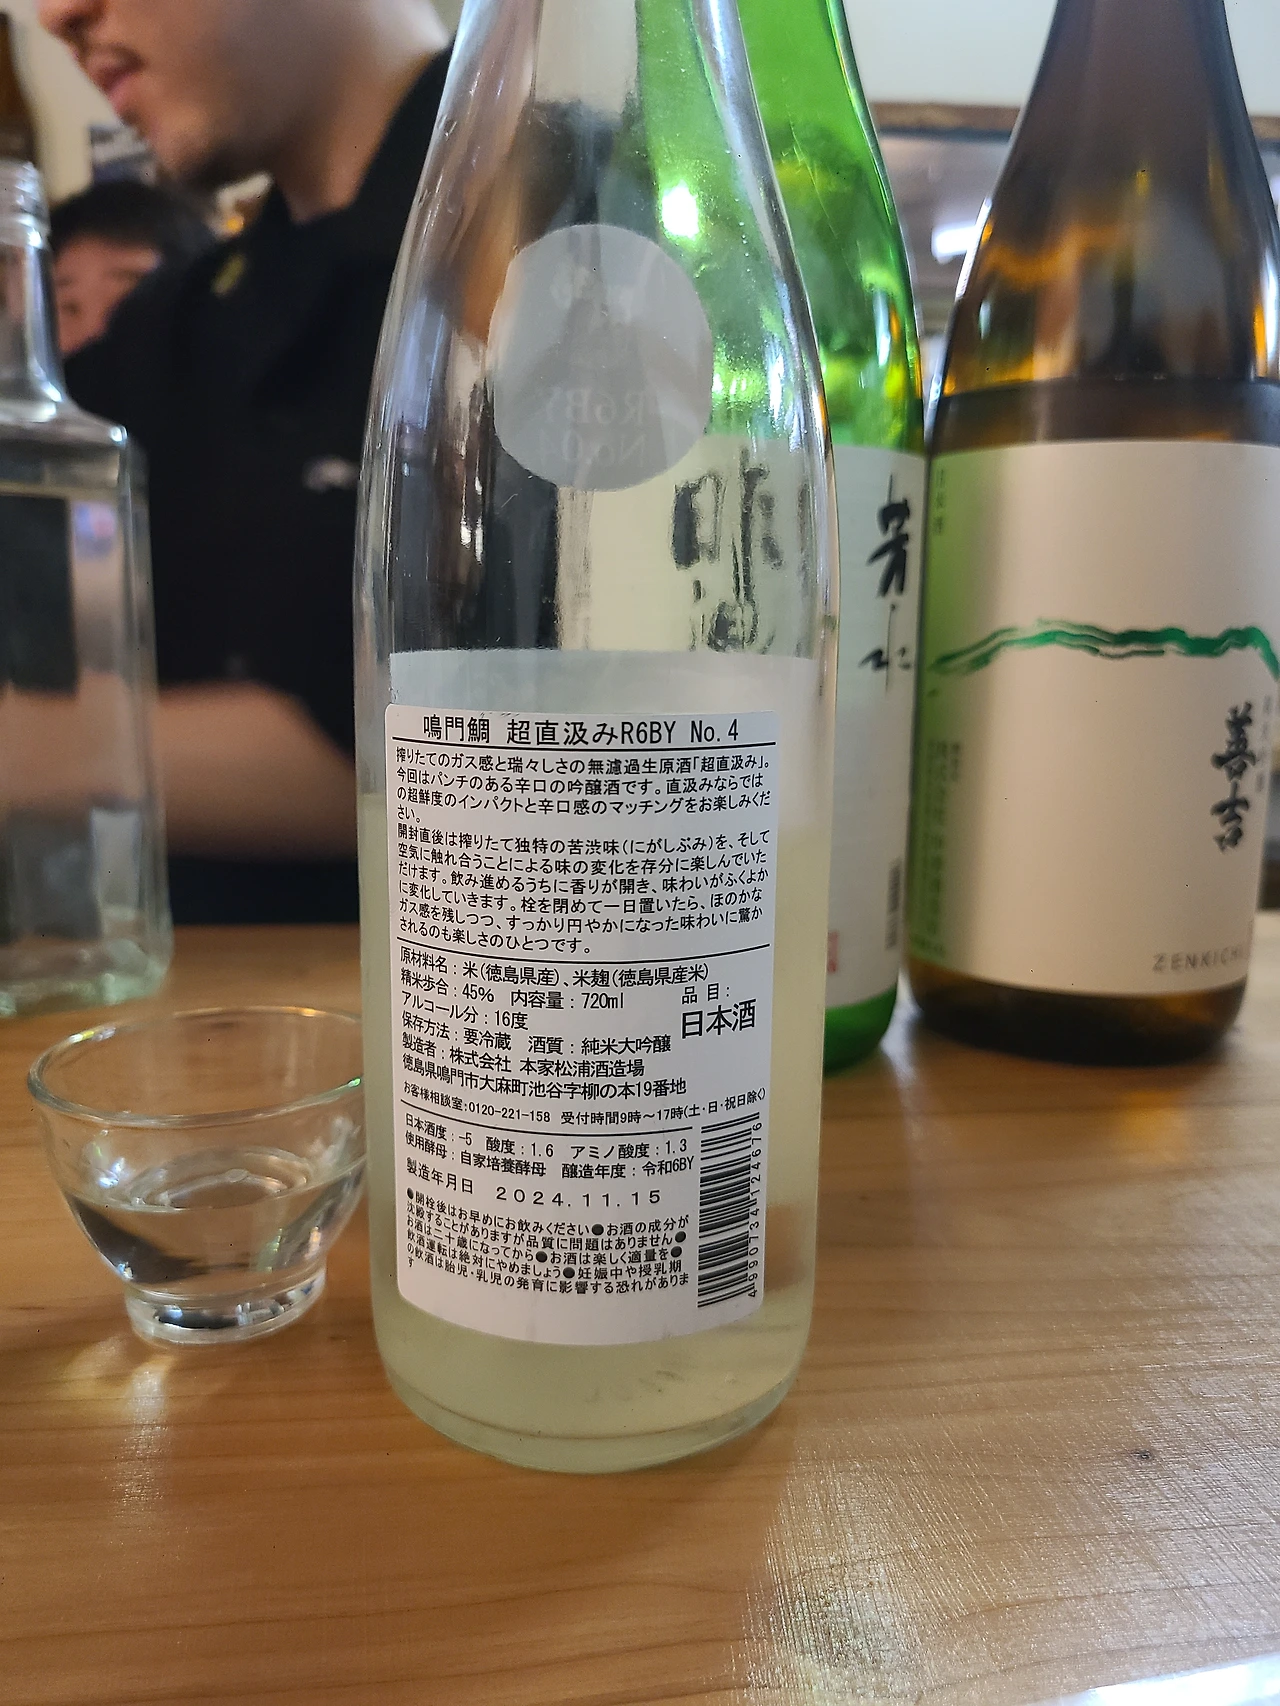 R6BY
No.04
芳水
善吉
ZENKICHI
鳴門鯛 超直汲みR6BY No.4
搾りたてのガス感と瑞々しさの無濾過生原酒「超直汲み」。
今回はパンチのある辛口の吟醸酒です。直汲みならでは
の超鮮度のインパクトと辛口感のマッチングをお楽しみくだ
さい。
開封直後は搾りたて独特の苦渋味(にがしぶみ)を、そして
空気に触れ合うことによる味の変化を存分に楽しんでいた
だけます。飲み進めるうちに香りが開き、味わいがふくよか
に変化していきます。栓を閉めて一日置いたら、ほのかな
ガス感を残しつつ、すっかり円やかになった味わいに驚か
されるのも楽しさのひとつです。
原材料名：米(徳島県産)、米麹(徳島県産米)
精米歩合：45% 内容量：720ml 品目：
アルコール分：16度 日本酒
保存方法：要冷蔵 酒質：純米大吟醸
製造者：株式会社 本家松浦酒造場
徳島県鳴門市大麻町池谷字柳の本19番地
お客様相談室:0120-221-158 受付時間9時～17時(土・日・祝日除く)
日本酒度：-5 酸度：1.6 アミノ酸度：1.3
使用酵母：自家培養酵母 醸造年度：令和6BY
製造年月日 2024.11.15
●開栓後はお早めにお飲みください●お酒の成分が
沈殿することがありますが品質に問題はありません●
お酒は二十歳になってから●お酒は楽しく適量を●
飲酒運転は絶対にやめましょう●妊娠中や授乳期
の飲酒は胎児・乳児の発育に影響する恐れがありま
す
4990734124676